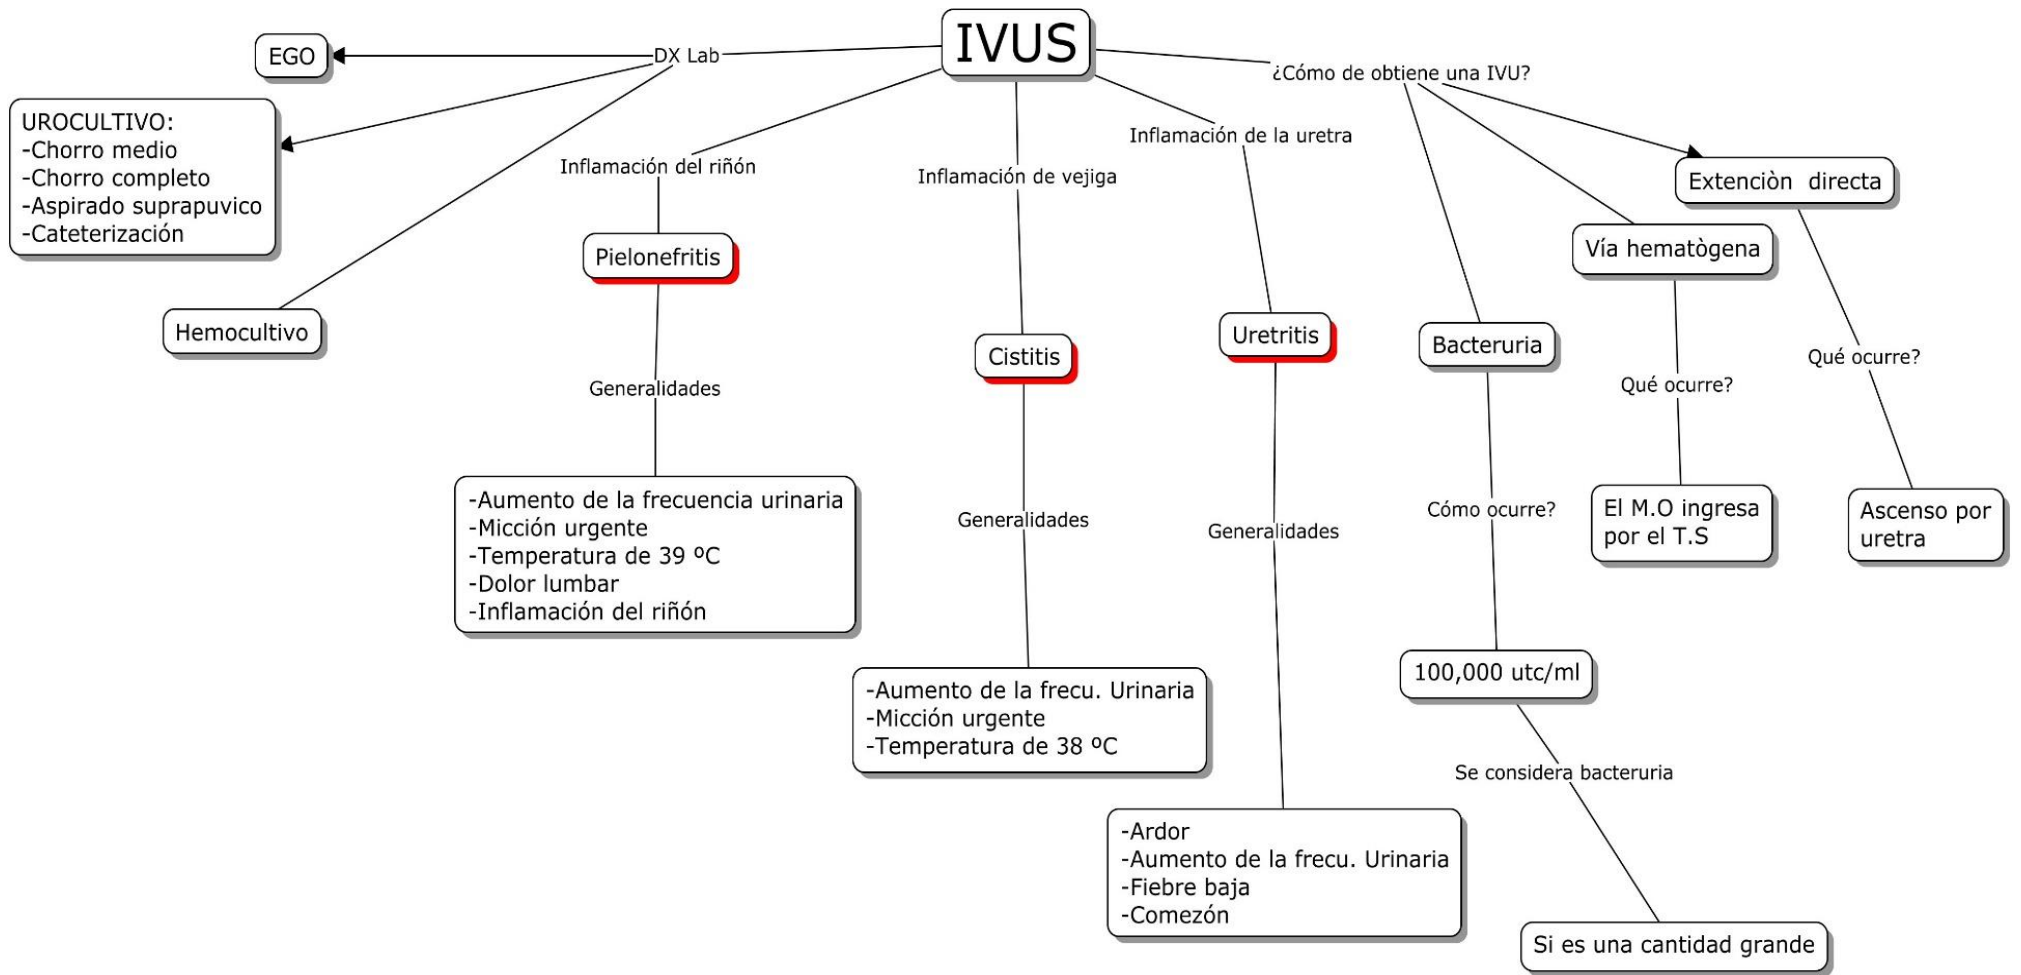 IVUS
EGO
DX Lab
¿Cómo de obtiene una IVU?
UROCULTIVO:
-Chorro medio
-Chorro completo
-Aspirado suprapuvico
-Cateterización
Hemocultivo
Inflamación del riñón
Pielonefritis
Generalidades
-Aumento de la frecuencia urinaria
-Micción urgente
-Temperatura de 39 ºC
-Dolor lumbar
-Inflamación del riñón
Inflamación de vejiga
Cistitis
Generalidades
-Aumento de la frecu. Urinaria
-Micción urgente
-Temperatura de 38 ºC
Inflamación de la uretra
Uretritis
Generalidades
-Ardor
-Aumento de la frecu. Urinaria
-Fiebre baja
-Comezón
Bacteruria
Cómo ocurre?
100,000 utc/ml
Se considera bacteruria
Si es una cantidad grande
Vía hematògena
Qué ocurre?
El M.O ingresa
por el T.S
Extenciòn directa
Qué ocurre?
Ascenso por
uretra